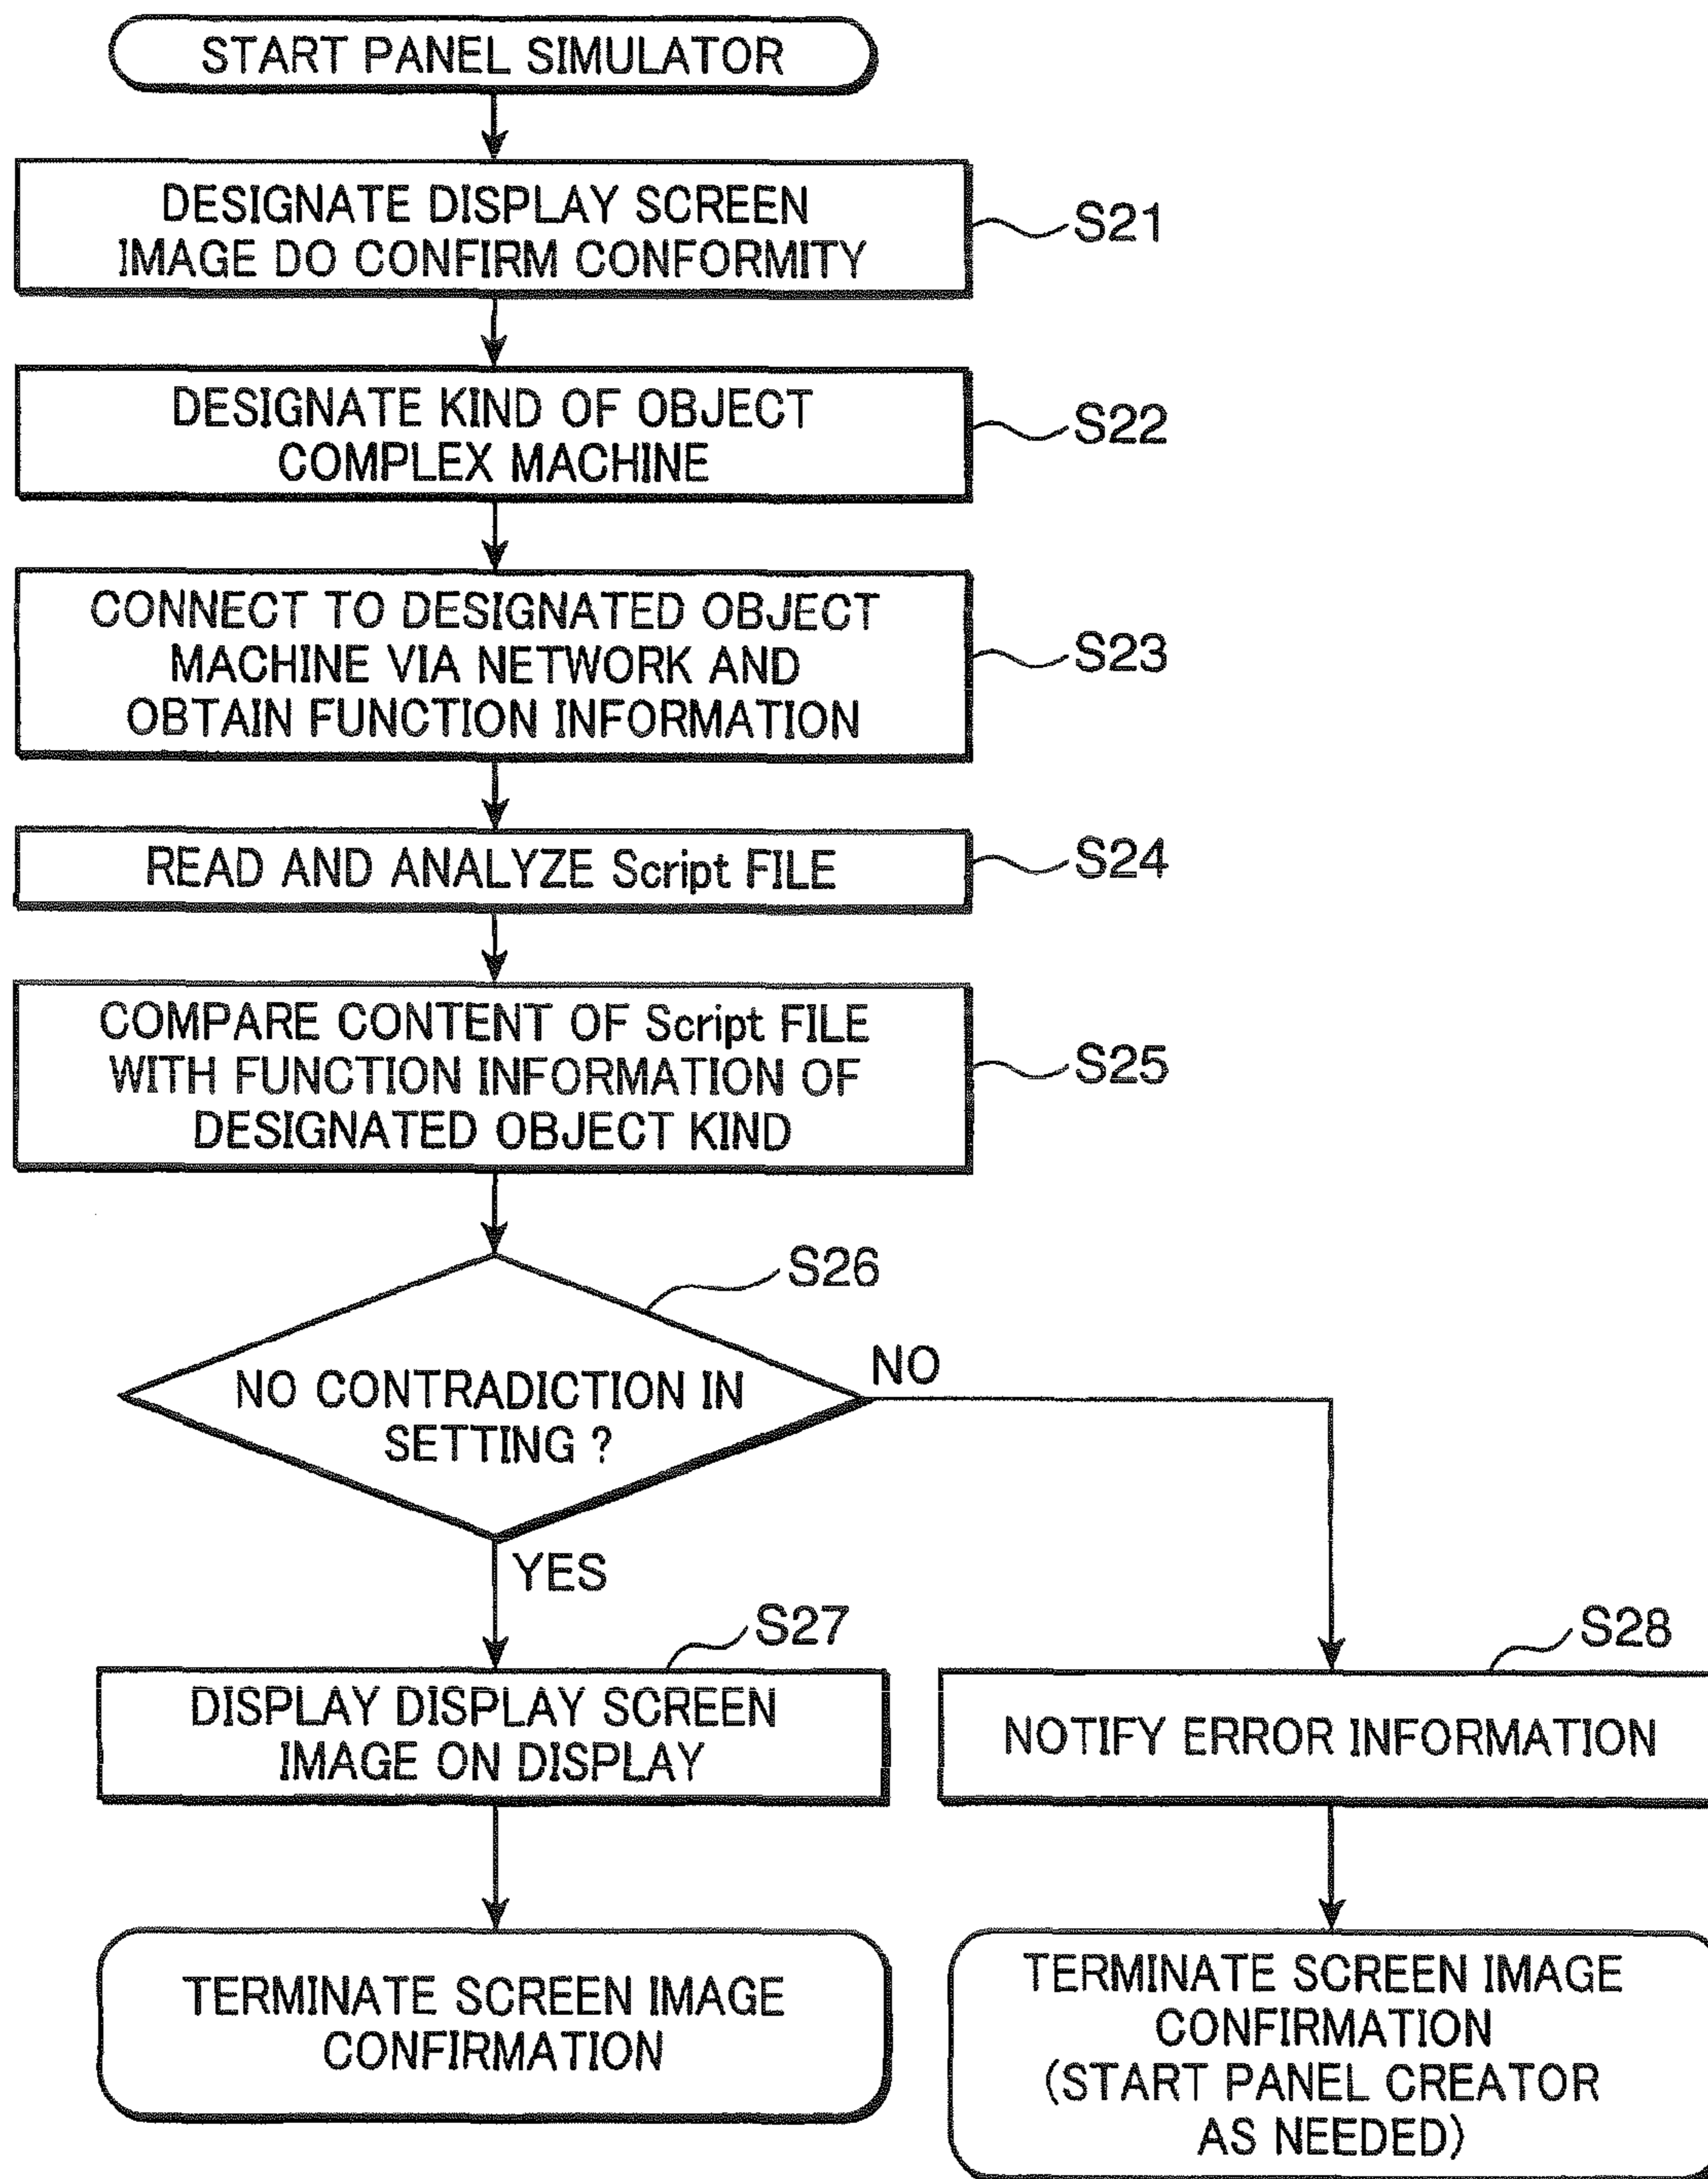 START PANEL SIMULATOR
DESIGNATE DISPLAY SCREEN
IMAGE DO CONFIRM CONFORMITY
S21
DESIGNATE KIND OF OBJECT
COMPLEX MACHINE
S22
CONNECT TO DESIGNATED OBJECT
MACHINE VIA NETWORK AND
OBTAIN FUNCTION INFORMATION
S23
READ AND ANALYZE Script FILE
S24
COMPARE CONTENT OF Script FILE
WITH FUNCTION INFORMATION OF
DESIGNATED OBJECT KIND
S25
S26
NO CONTRADICTION IN
SETTING ?
NO
YES
S27
DISPLAY DISPLAY SCREEN
IMAGE ON DISPLAY
S28
NOTIFY ERROR INFORMATION
TERMINATE SCREEN IMAGE
CONFIRMATION
TERMINATE SCREEN IMAGE
CONFIRMATION
(START PANEL CREATOR
AS NEEDED)